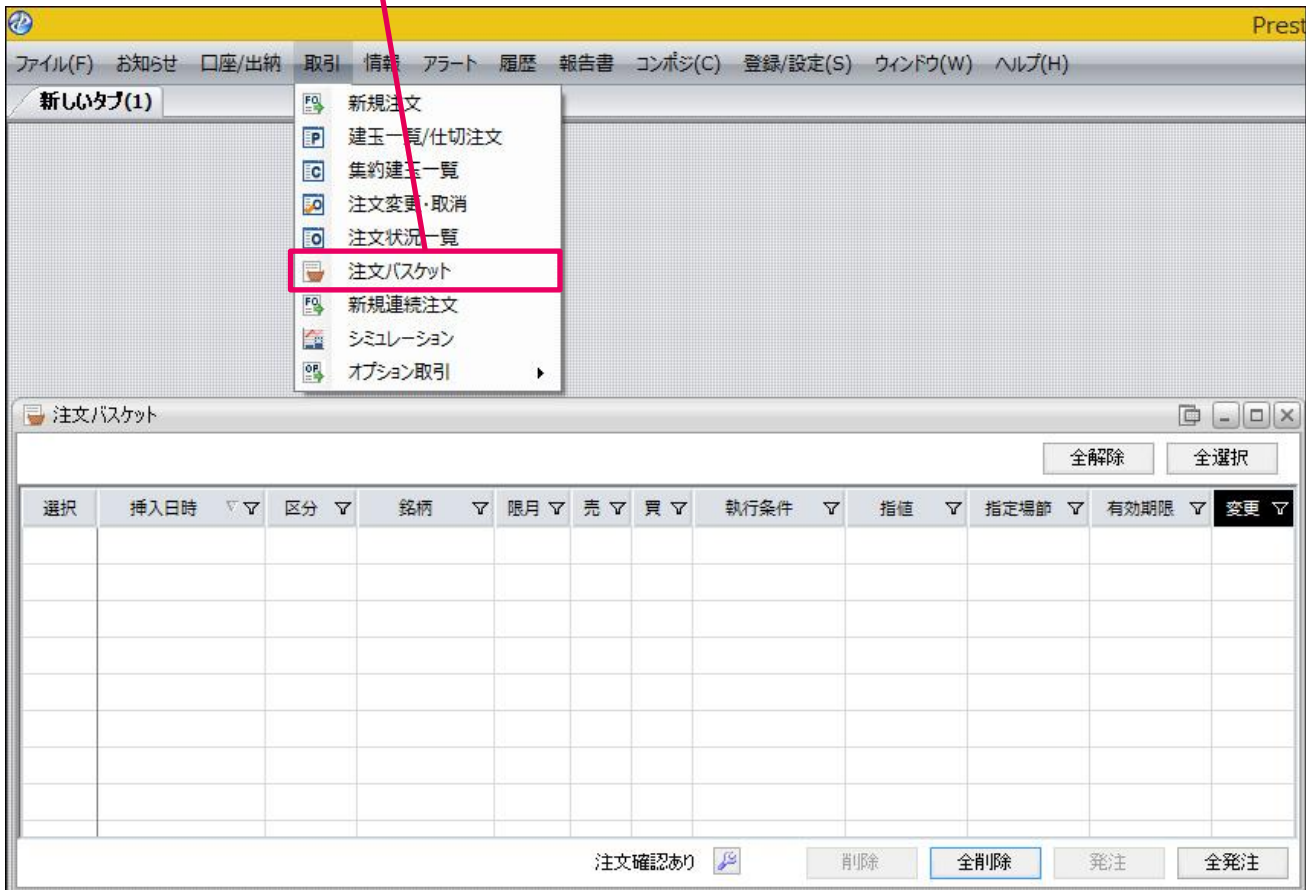 Prest
ファイル(F) お知らせ 口座/出納 取引 情報 アラート 履歴 報告書 コンポジ(C) 登録/設定(S) ウィンドウ(W) ヘルプ(H)
新しいタブ(1)
新規注文
建玉一覧/仕切注文
集約建玉一覧
注文変更・取消
注文状況一覧
注文バスケット
新規連続注文
シミュレーション
オプション取引
注文バスケット
全解除 全選択
選択 挿入日時 区分 銘柄 限月 売 買 執行条件 指値 指定場節 有効期限 変更
注文確認あり 削除 全削除 発注 全発注